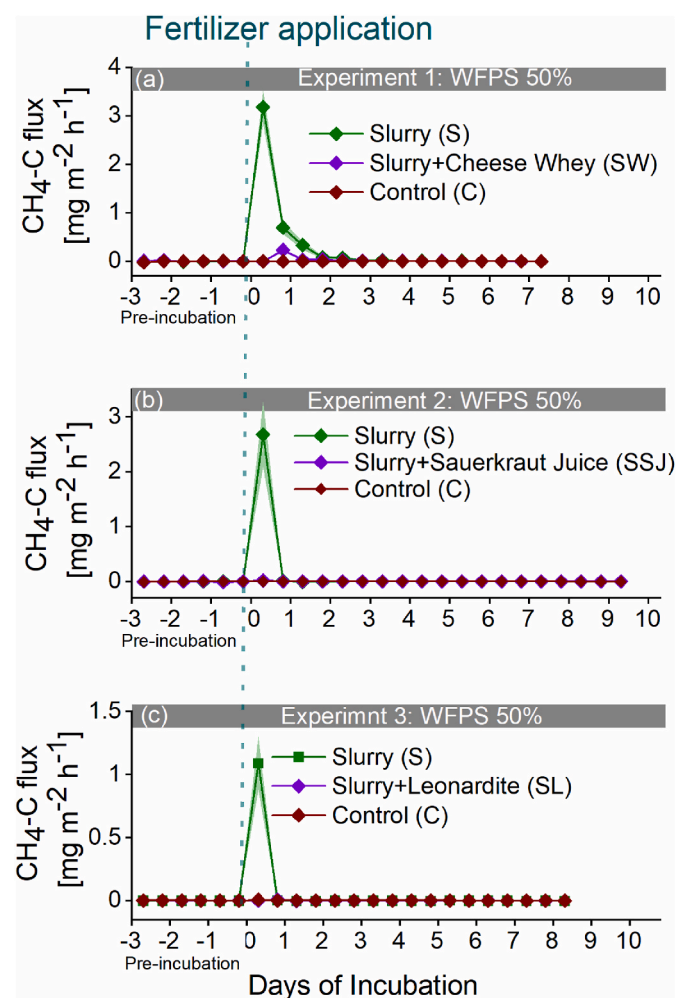 Fertilizer application
(a) Experiment 1: WFPS 50%
CH4-C flux
[mg m−2 h−1]
4
3
2
1
0
Slurry (S)
Slurry+Cheese Whey (SW)
Control (C)
-3 -2 -1 0 1 2 3 4 5 6 7 8 9 10
Pre-incubation
(b) Experiment 2: WFPS 50%
CH4-C flux
[mg m−2 h−1]
3
2
1
0
Slurry (S)
Slurry+Sauerkraut Juice (SSJ)
Control (C)
-3 -2 -1 0 1 2 3 4 5 6 7 8 9 10
Pre-incubation
(c) Experimnt 3: WFPS 50%
CH4-C flux
[mg m−2 h−1]
1.5
1
0.5
0
Slurry (S)
Slurry+Leonardite (SL)
Control (C)
-3 -2 -1 0 1 2 3 4 5 6 7 8 9 10
Pre-incubation
Days of Incubation